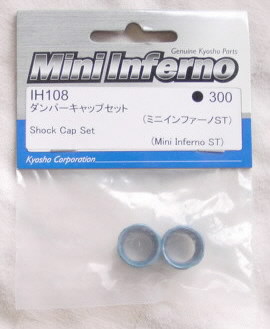 Genuine Kyosho Parts
Mini Inferno
IH108 ● 300
ダンパーキャップセット
(ミニインファーノST)
Shock Cap Set
(Mini Inferno ST)
Kyosho Corporation